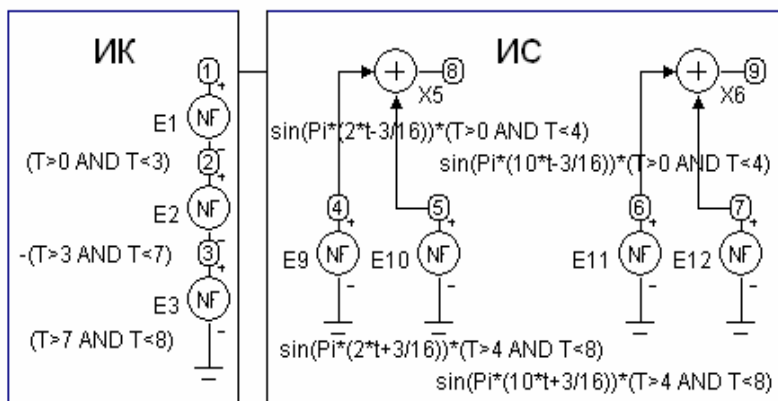 ИК
ИС
1
+
E1
NF
-
(T>0 AND T<3)
2
+
E2
NF
-
-(T>3 AND T<7)
3
+
E3
NF
-
(T>7 AND T<8)
+
8
X5
+
9
X6
sin(Pi*(2*t-3/16))*(T>0 AND T<4)
sin(Pi*(10*t-3/16))*(T>0 AND T<4)
4
+
5
+
6
+
7
+
E9
NF
-
E10
NF
-
E11
NF
-
E12
NF
-
sin(Pi*(2*t+3/16))*(T>4 AND T<8)
sin(Pi*(10*t+3/16))*(T>4 AND T<8)